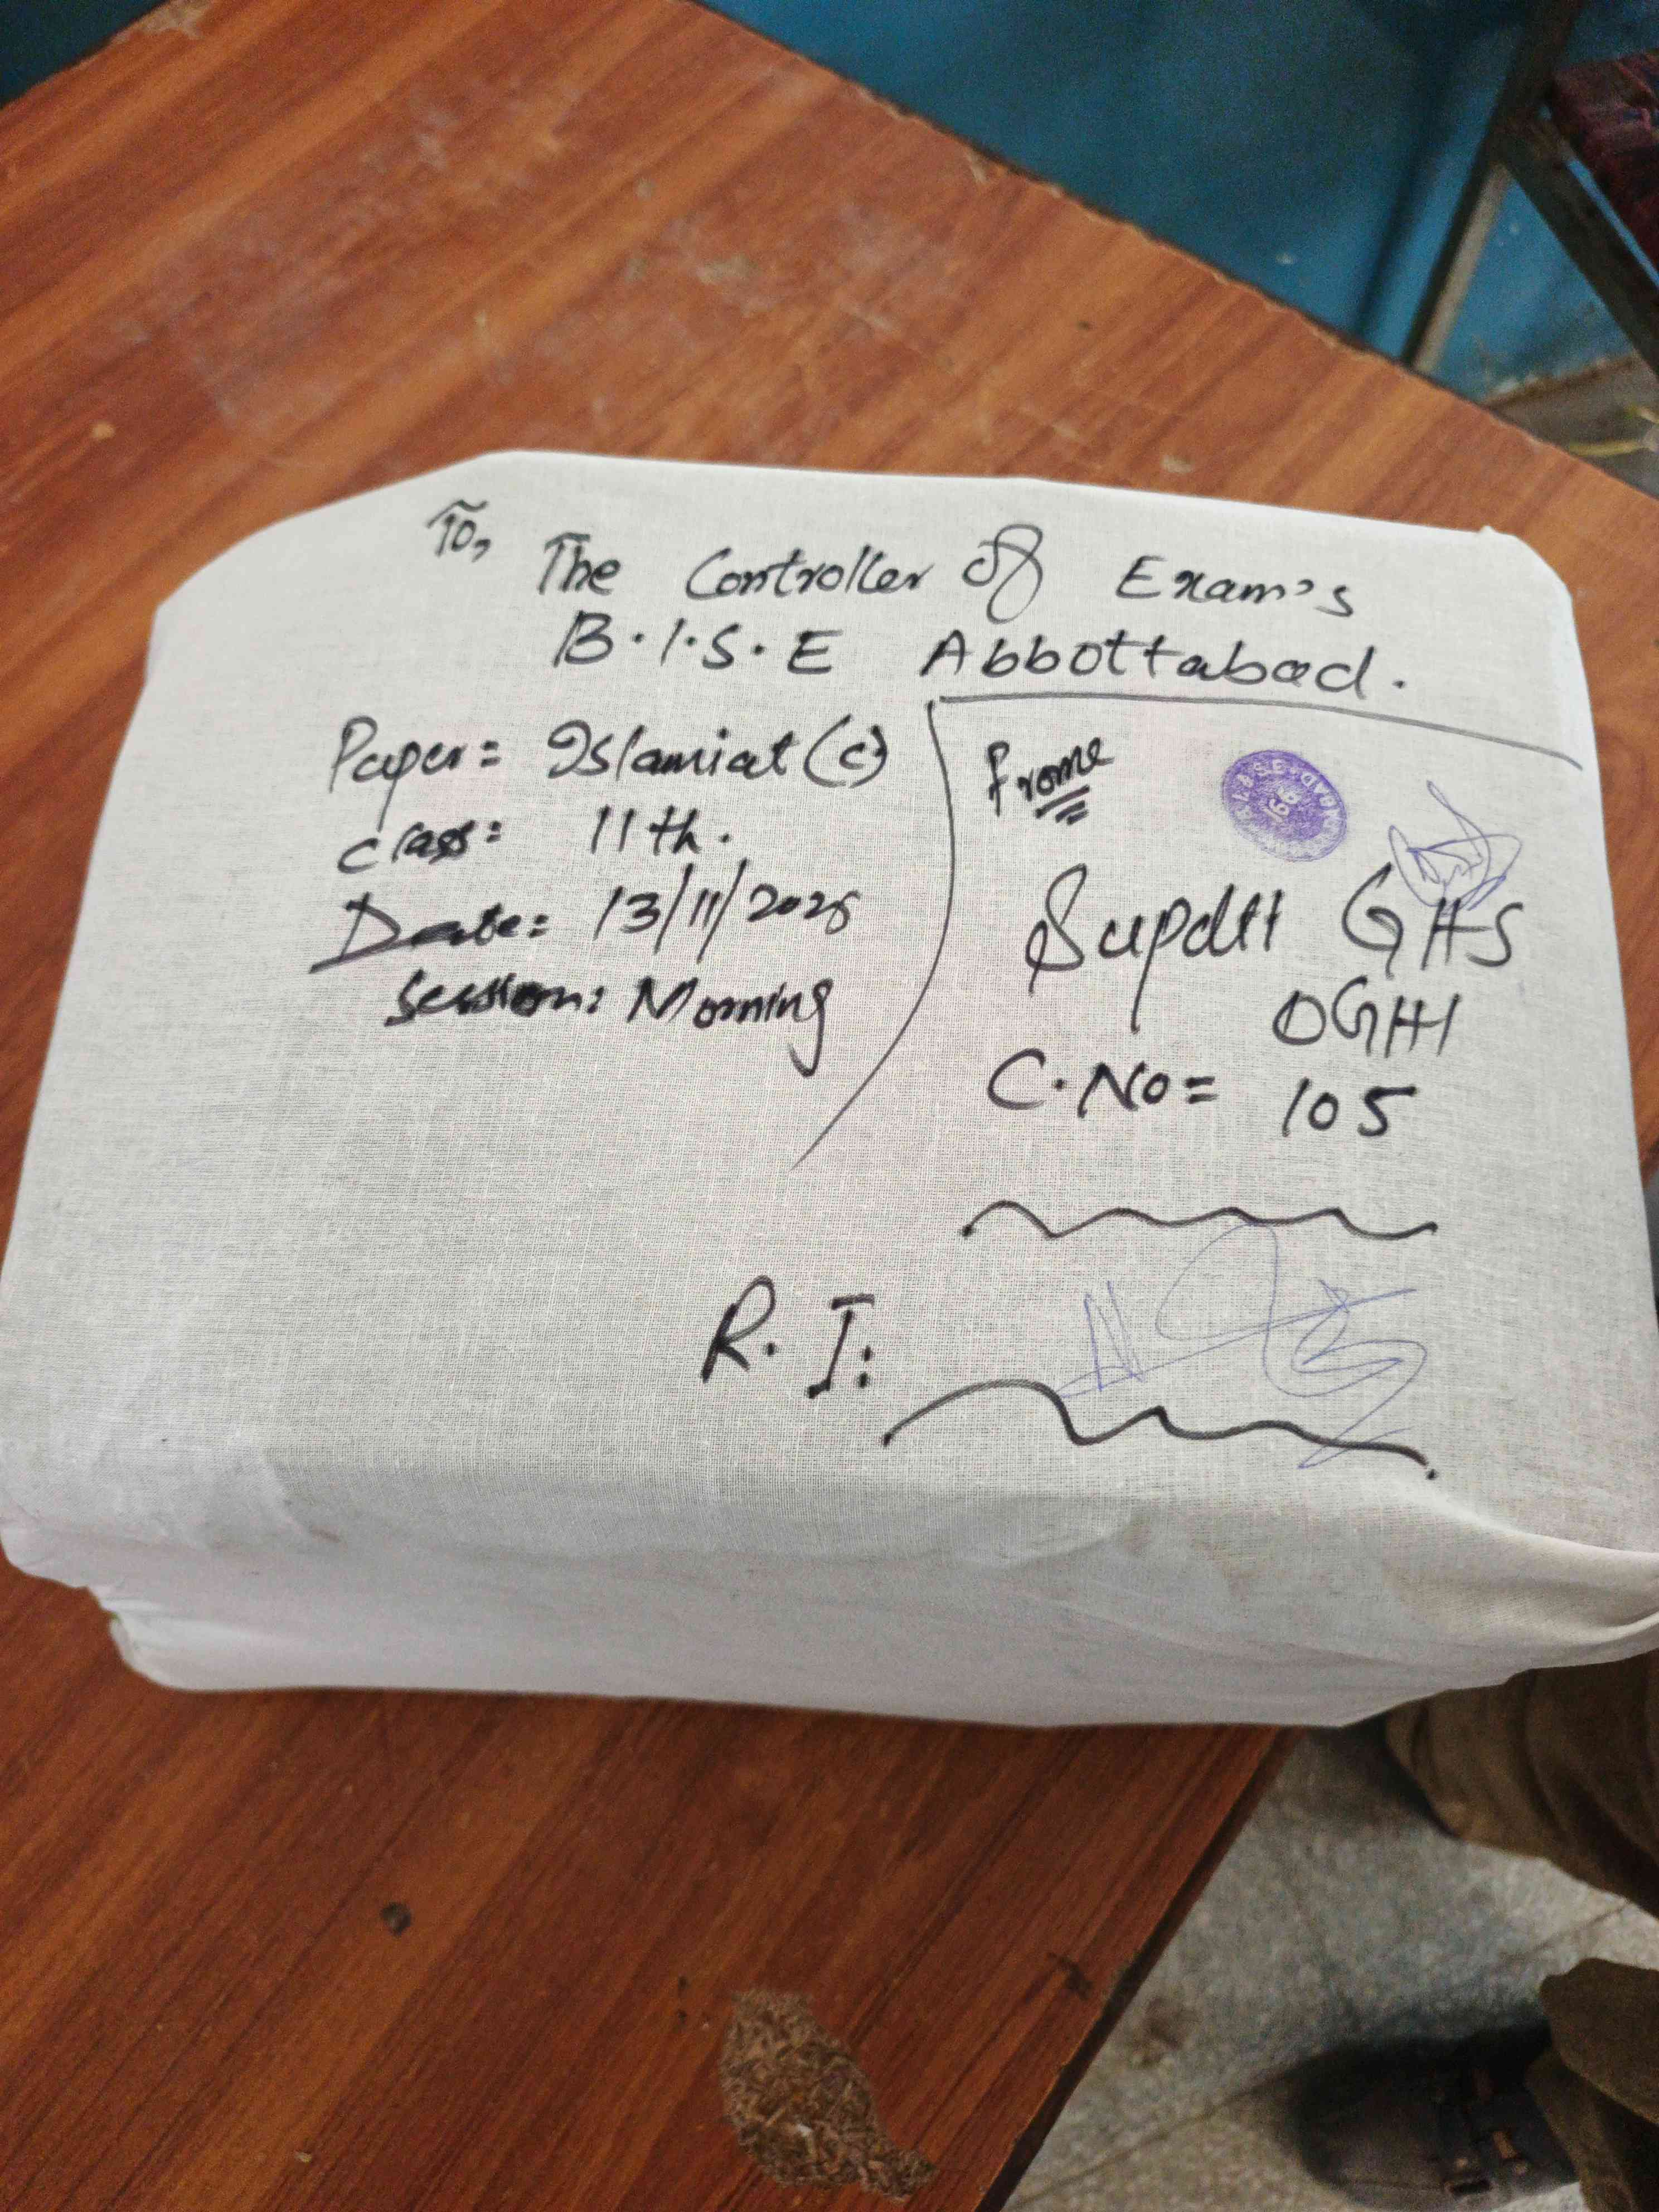 To,
The Controller of Exam's
B.I.S.E Abbottabad.
Paper= Islamiat (c)
class: 11th.
Date: 13/11/2025
session: Morning
Frome
Supdtt GHS
OGHI
C.No= 105
R.I: